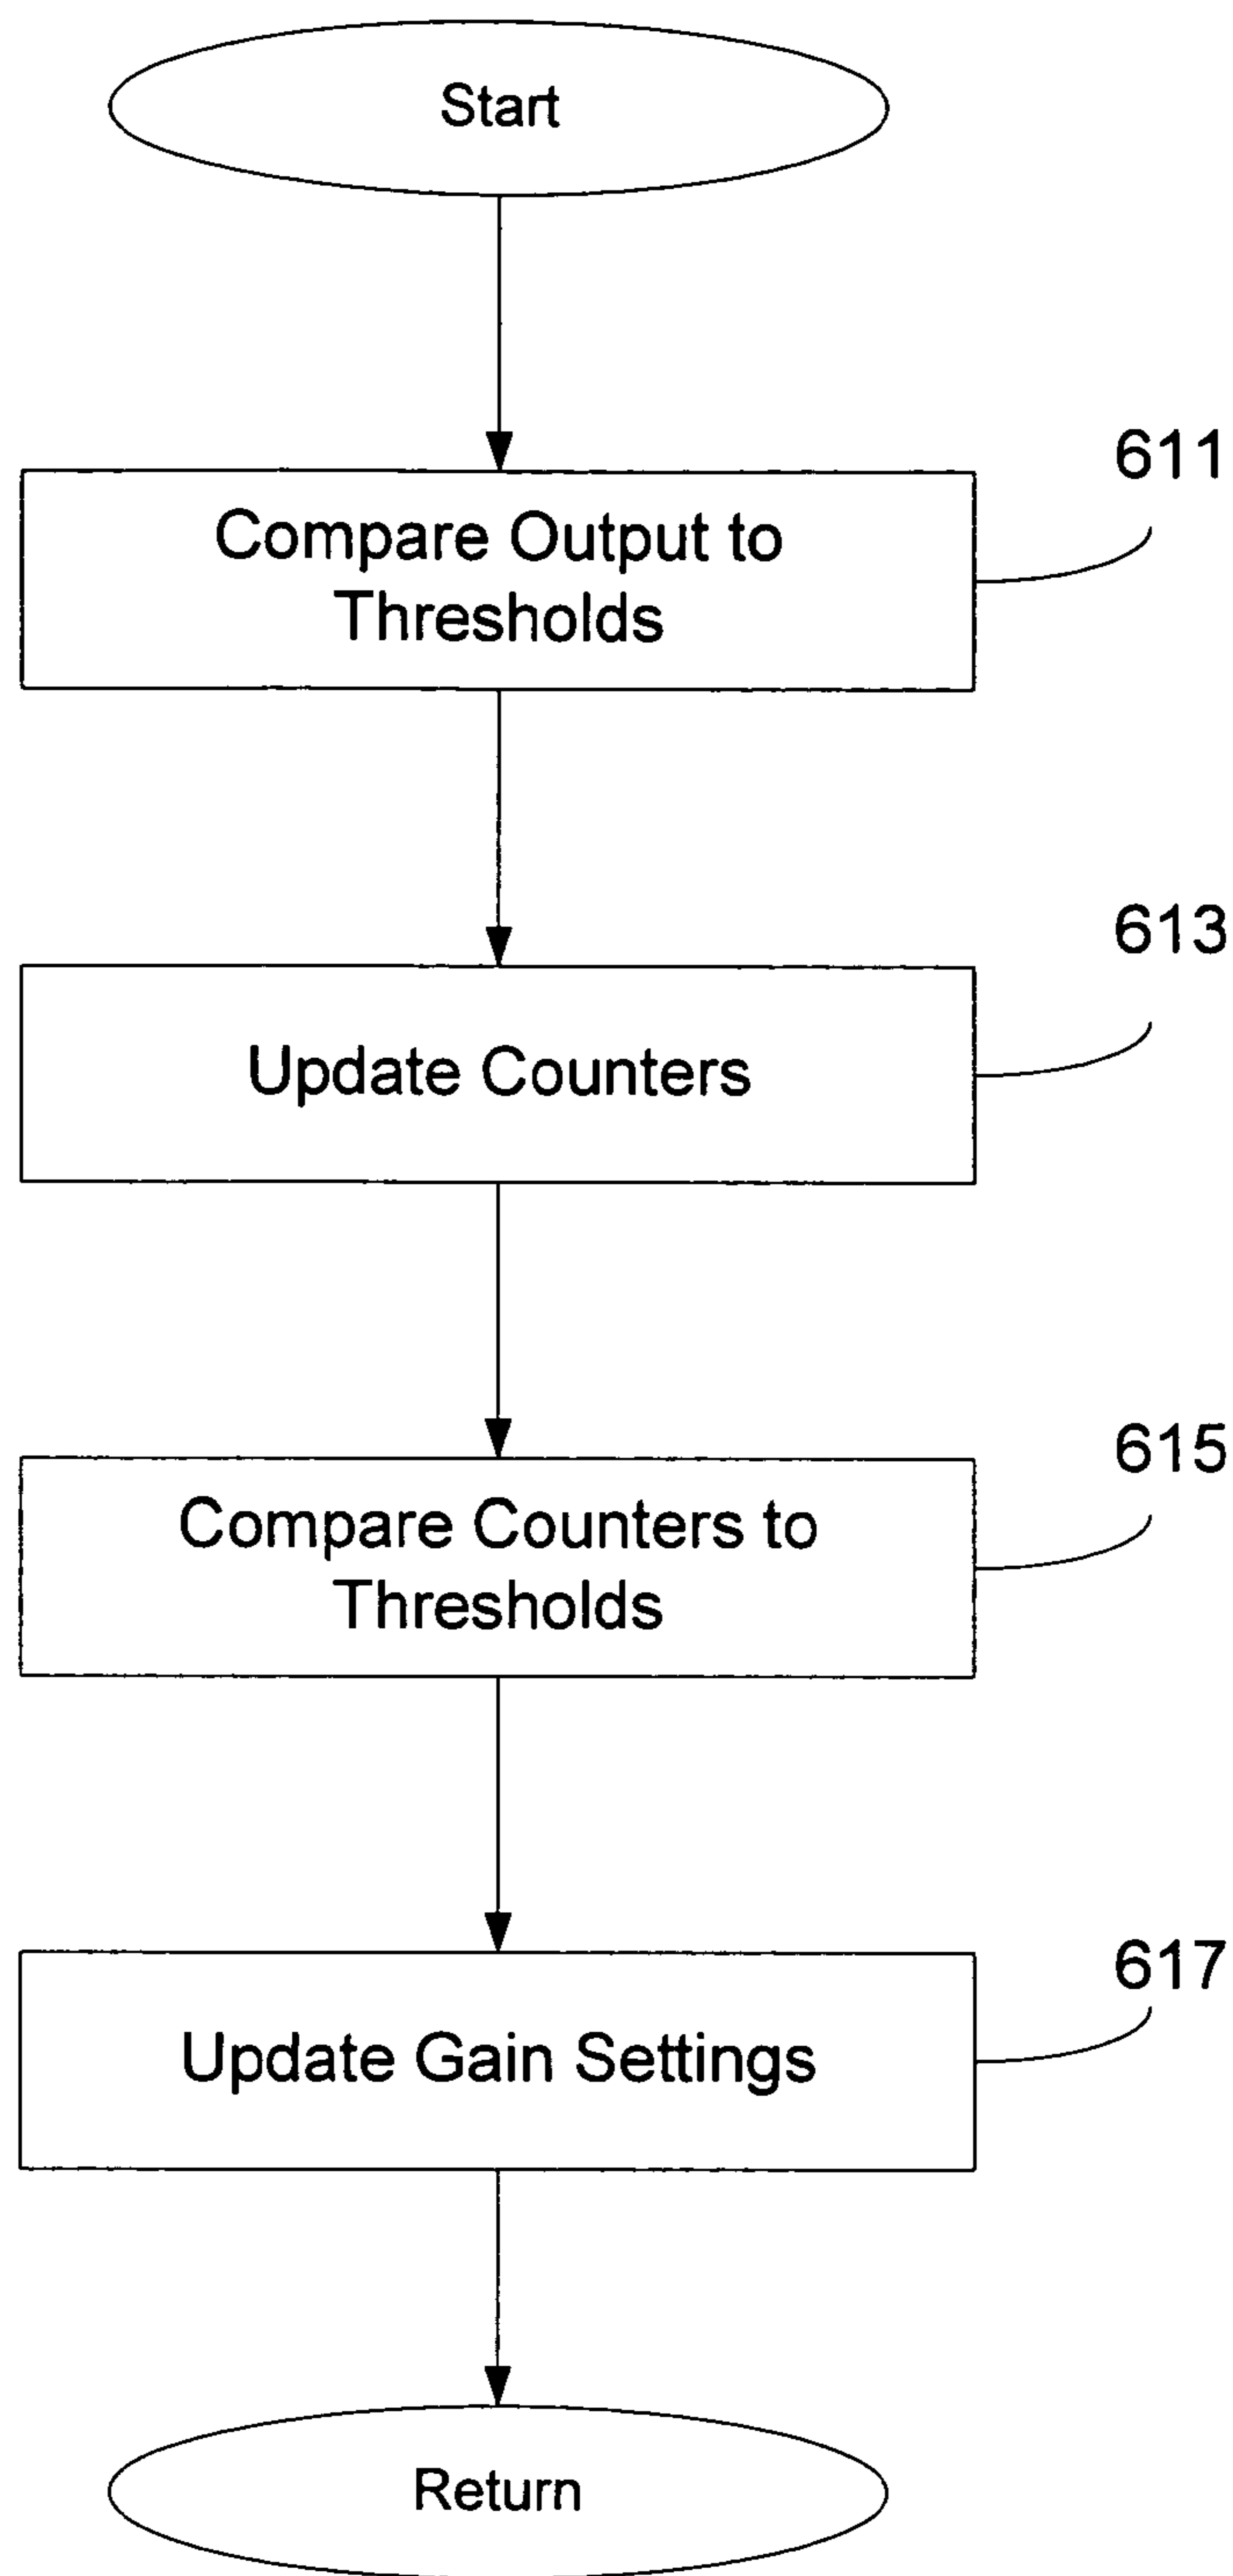 Start
611
Compare Output to
Thresholds
613
Update Counters
615
Compare Counters to
Thresholds
617
Update Gain Settings
Return